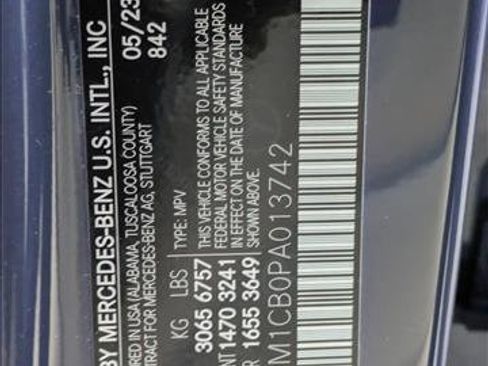 BY MERCEDES-BENZ U.S. INTL., INC
RED IN USA (ALABAMA, TUSCALOOSA COUNTY) 05/23
TRACT FOR MERCEDES-BENZ AG, STUTTGART 842
KG LBS TYPE: MPV
3065 6757 THIS VEHICLE CONFORMS TO ALL APPLICABLE
FEDERAL MOTOR VEHICLE SAFETY STANDARDS
NT 1470 3241 IN EFFECT ON THE DATE OF MANUFACTURE
R 1655 3649 SHOWN ABOVE.
M1CB0PA013742